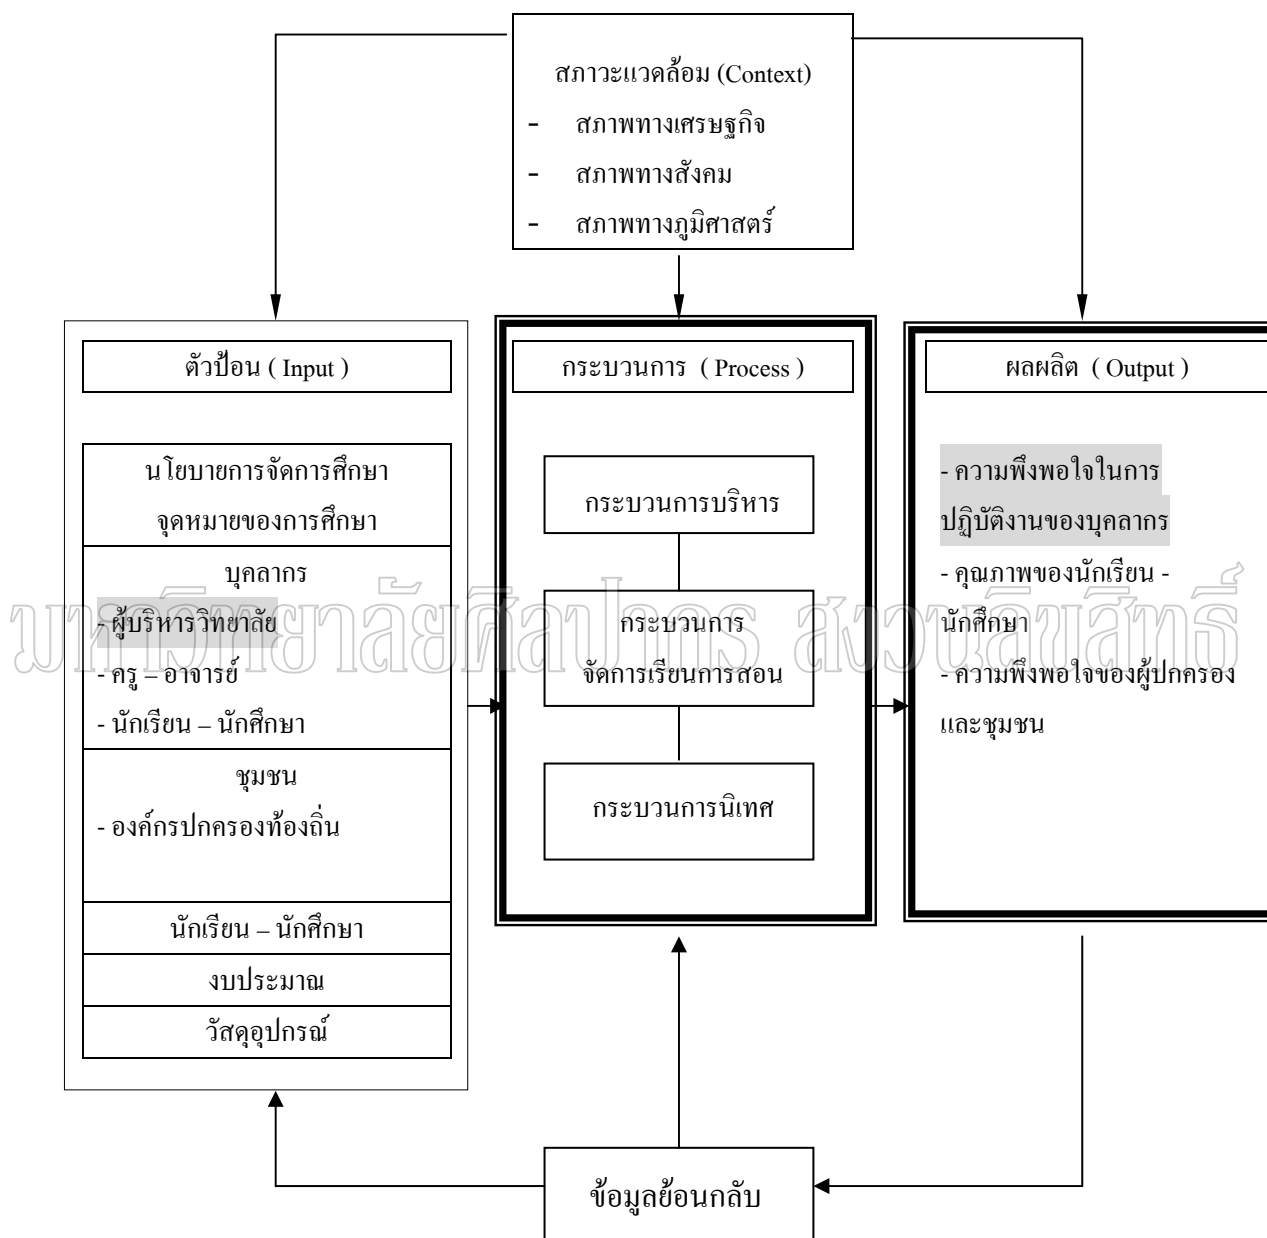 สภาวะแวดล้อม (Context)
- สภาพทางเศรษฐกิจ
- สภาพทางสังคม
- สภาพทางภูมิศาสตร์
ตัวป้อน ( Input )
นโยบายการจัดการศึกษา
จุดหมายของการศึกษา
บุคลากร
- ผู้บริหารวิทยาลัย
- ครู – อาจารย์
- นักเรียน – นักศึกษา
ชุมชน
- องค์กรปกครองท้องถิ่น
นักเรียน – นักศึกษา
งบประมาณ
วัสดุอุปกรณ์
กระบวนการ ( Process )
กระบวนการบริหาร
กระบวนการ
จัดการเรียนการสอน
กระบวนการนิเทศ
ผลผลิต ( Output )
- ความพึงพอใจในการ
ปฏิบัติงานของบุคลากร
- คุณภาพของนักเรียน -
นักศึกษา
- ความพึงพอใจของผู้ปกครอง
และชุมชน
ข้อมูลย้อนกลับ
มหาวิทยาลัยศิลปากร สงวนลิขสิทธิ์